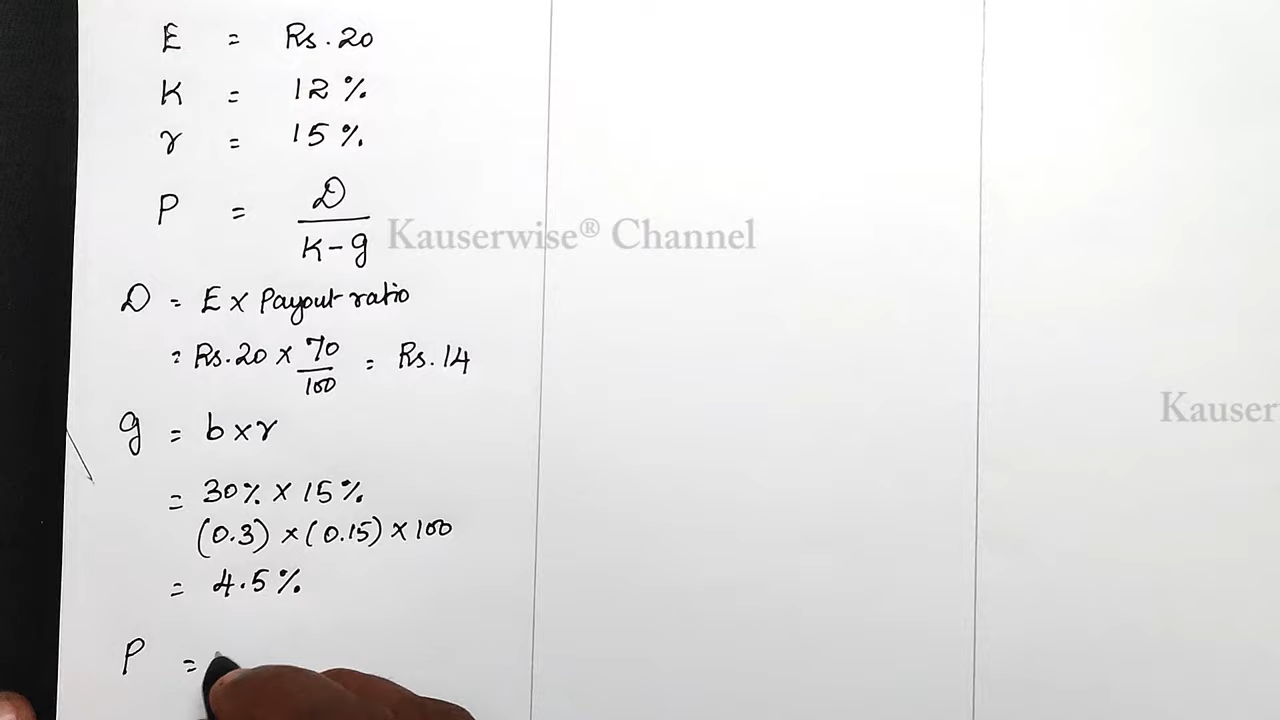 E = Rs. 20
K = 12 %
r = 15 %
P = D / K - g
Kauserwise® Channel
D = E x Payout ratio
= Rs. 20 x 70 / 100 = Rs. 14
Kauser
g = b x r
= 30% x 15%
(0.3) x (0.15) x 100
= 4.5%
P =